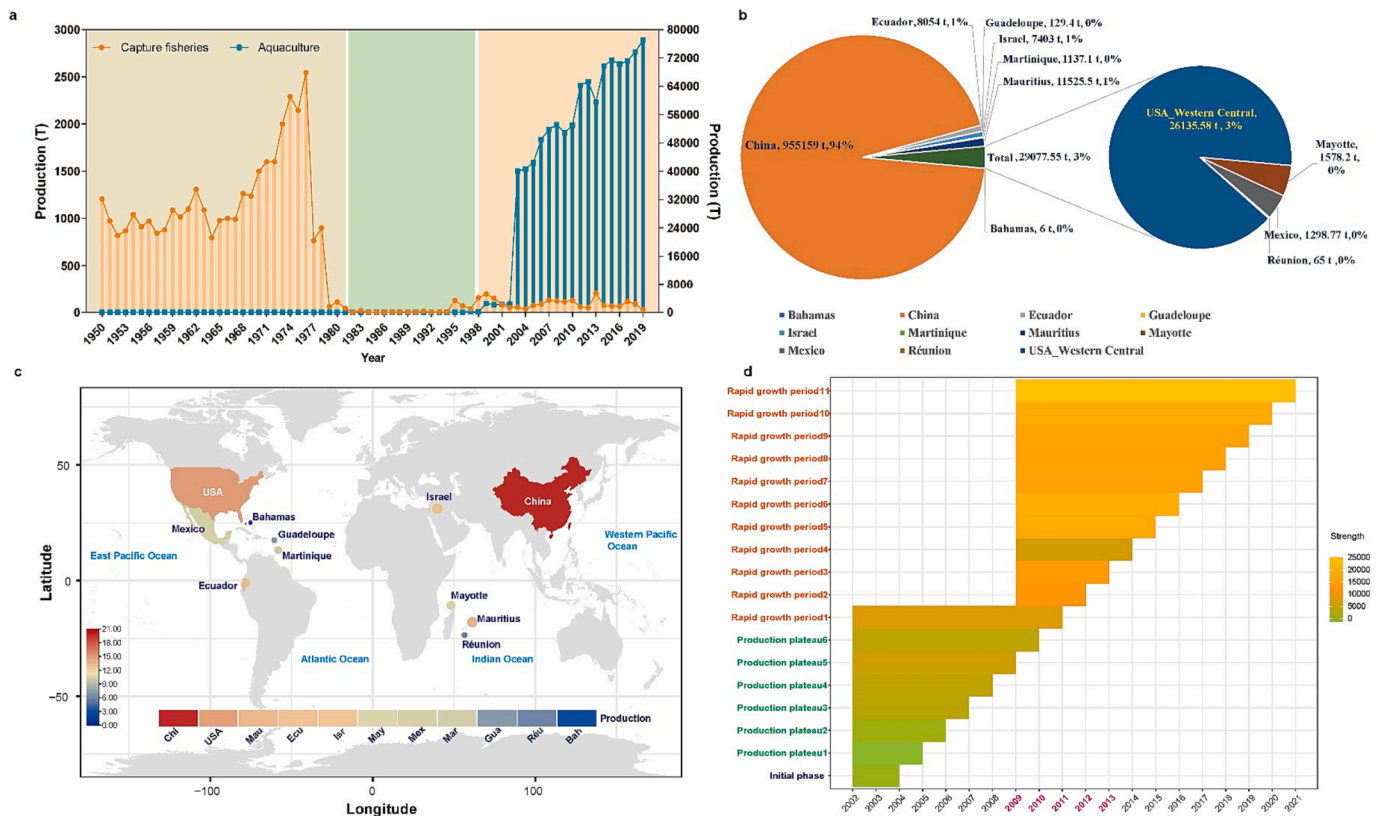 a
Capture fisheries
Aquaculture
Production (T)
3000
2500
2000
1500
1000
500
0
80000
72000
64000
56000
48000
40000
32000
24000
16000
8000
0
Production (T)
1950
1953
1956
1959
1962
1965
1968
1971
1974
1977
1980
1983
1986
1989
1992
1995
1998
2001
2004
2007
2010
2013
2016
2019
Year
b
Ecuador, 8054 t, 1%
Guadeloupe, 129.4 t, 0%
Israel, 7403 t, 1%
Martinique, 1137.1 t, 0%
Mauritius, 11525.5 t,1%
China, 955159 t,94%
Total, 29077.55 t, 3%
Bahamas, 6 t, 0%
USA_Western Central,
26135.58 t , 3%
Mayotte,
1578.2 t,
0%
Mexico, 1298.77 t,0%
Réunion, 65 t ,0%
Bahamas
China
Ecuador
Guadeloupe
Israel
Martinique
Mauritius
Mayotte
Mexico
Réunion
USA_Western Central
c
Latitude
50
0
−50
USA
China
Israel
Mexico
Bahamas
Guadeloupe
Martinique
East Pacific Ocean
Western Pacific
Ocean
Ecuador
Mayotte
Mauritius
Réunion
Atlantic Ocean
Indian Ocean
21.00
18.00
15.00
12.00
9.00
6.00
3.00
0.00
Production
Chi
USA
Mau
Ecu
Isr
May
Mex
Mar
Gua
Réu
Bah
−100
0
100
Longitude
d
Rapid growth period11
Rapid growth period10
Rapid growth period9
Rapid growth period8
Rapid growth period7
Rapid growth period6
Rapid growth period5
Rapid growth period4
Rapid growth period3
Rapid growth period2
Rapid growth period1
Production plateau6
Production plateau5
Production plateau4
Production plateau3
Production plateau2
Production plateau1
Initial phase
Strength
25000
20000
15000
10000
5000
0
2002
2003
2004
2005
2006
2007
2008
2009
2010
2011
2012
2013
2014
2015
2016
2017
2018
2019
2020
2021